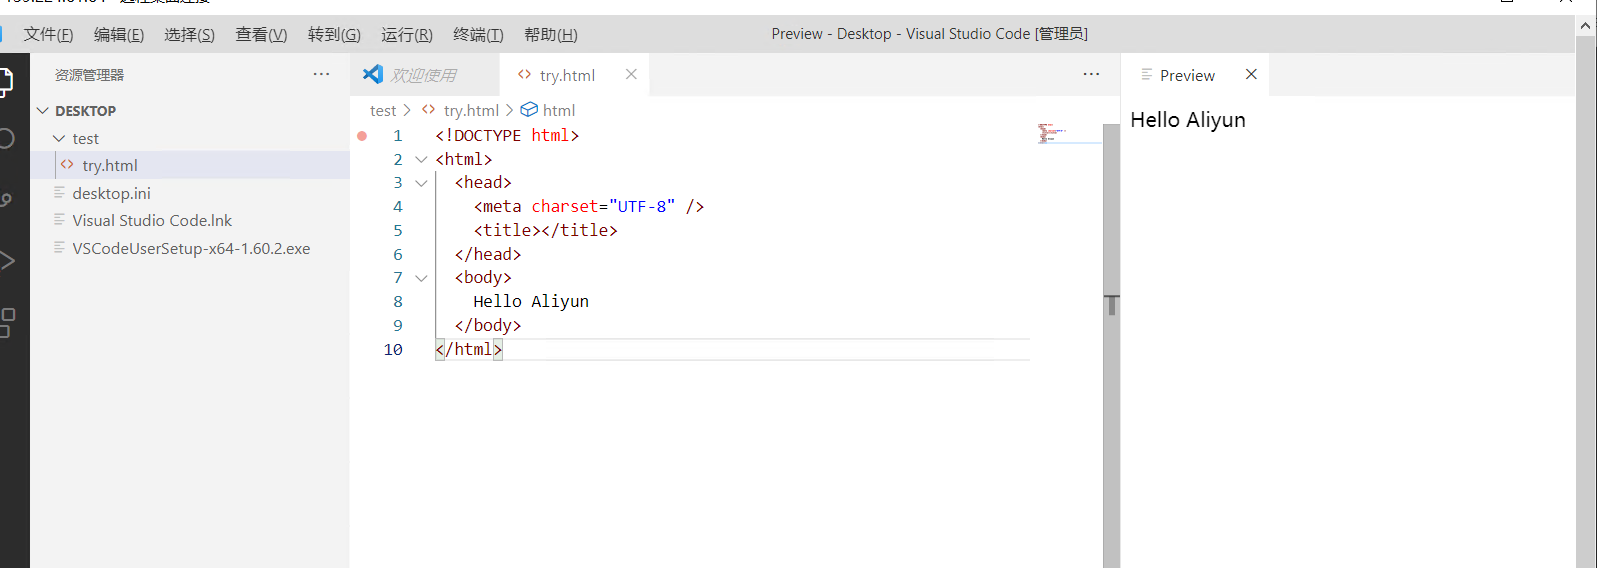 文件(F) 编辑(E) 选择(S) 查看(V) 转到(G) 运行(R) 终端(T) 帮助(H) Preview - Desktop - Visual Studio Code [管理员]
资源管理器 ...
DESKTOP
test
try.html
desktop.ini
Visual Studio Code.lnk
VSCodeUserSetup-x64-1.60.2.exe
欢迎使用 try.html ...
test > try.html > html
1 <!DOCTYPE html>
2 <html>
3 <head>
4 <meta charset="UTF-8" />
5 <title></title>
6 </head>
7 <body>
8 Hello Aliyun
9 </body>
10 </html>
Preview
Hello Aliyun